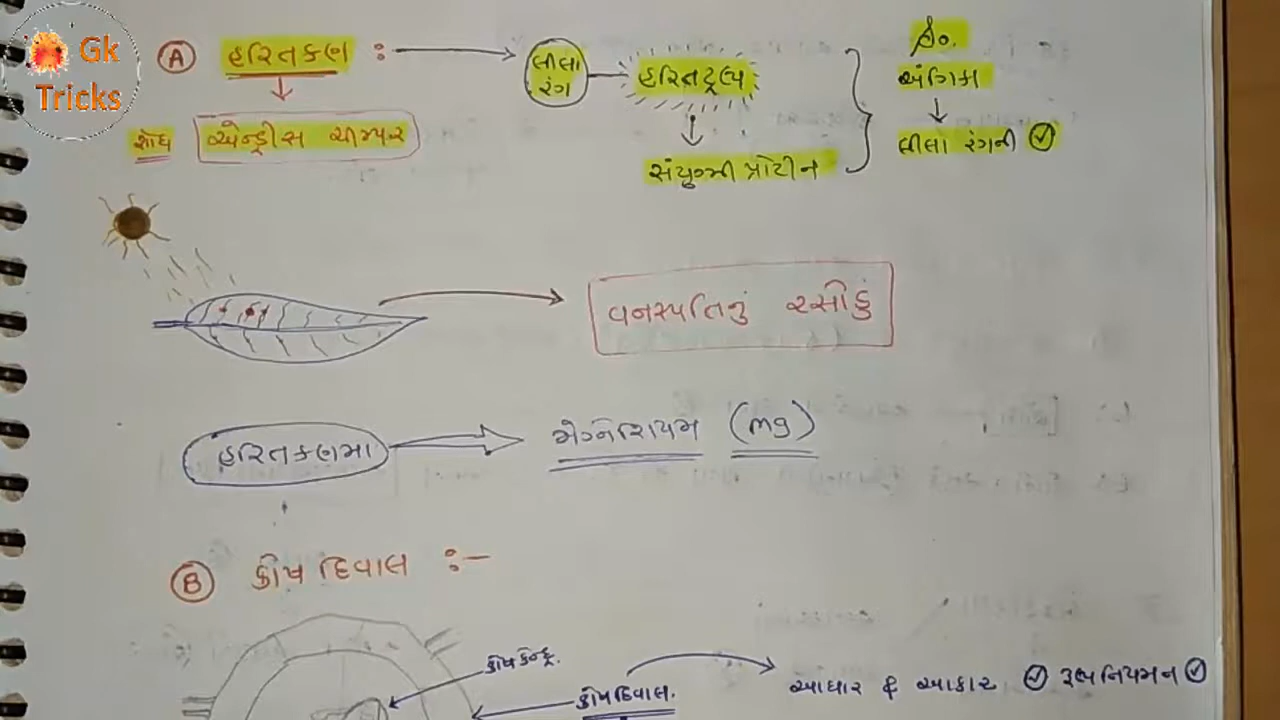 Gk
Tricks
A હરિતકણ :
શોધ એન્ડ્રીસ ચીમ્પર
લીલા
રંગ
હરિતદ્રવ્ય
સંયુગ્મી પ્રોટીન
અંગિકા
લીલા રંગની
વનસ્પતિનું રસોડું
હરિતકણમા
મેગ્નેશિયમ (mg)
B કોષ દિવાલ :-
કોષકેન્દ્ર.
કોષદિવાલ.
આધાર & આકાર
નિયમન